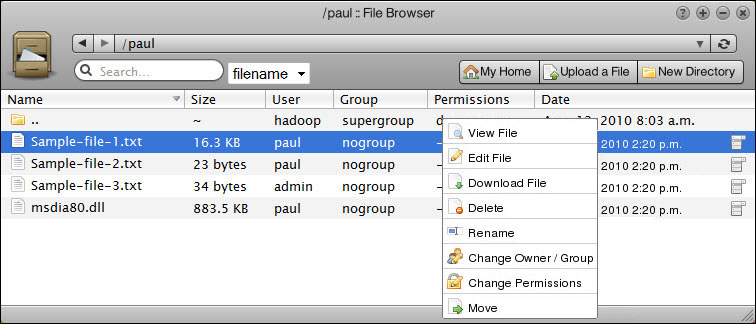 /paul :: File Browser
/paul
Search... filename My Home Upload a File New Directory
Name Size User Group Permissions Date
.. ~ hadoop supergroup 2010 8:03 a.m.
Sample-file-1.txt 16.3 KB paul nogroup 2010 2:20 p.m.
Sample-file-2.txt 23 bytes paul nogroup 2010 2:20 p.m.
Sample-file-3.txt 34 bytes admin nogroup 2010 2:20 p.m.
msdia80.dll 883.5 KB paul nogroup 2010 2:20 p.m.
View File
Edit File
Download File
Delete
Rename
Change Owner / Group
Change Permissions
Move